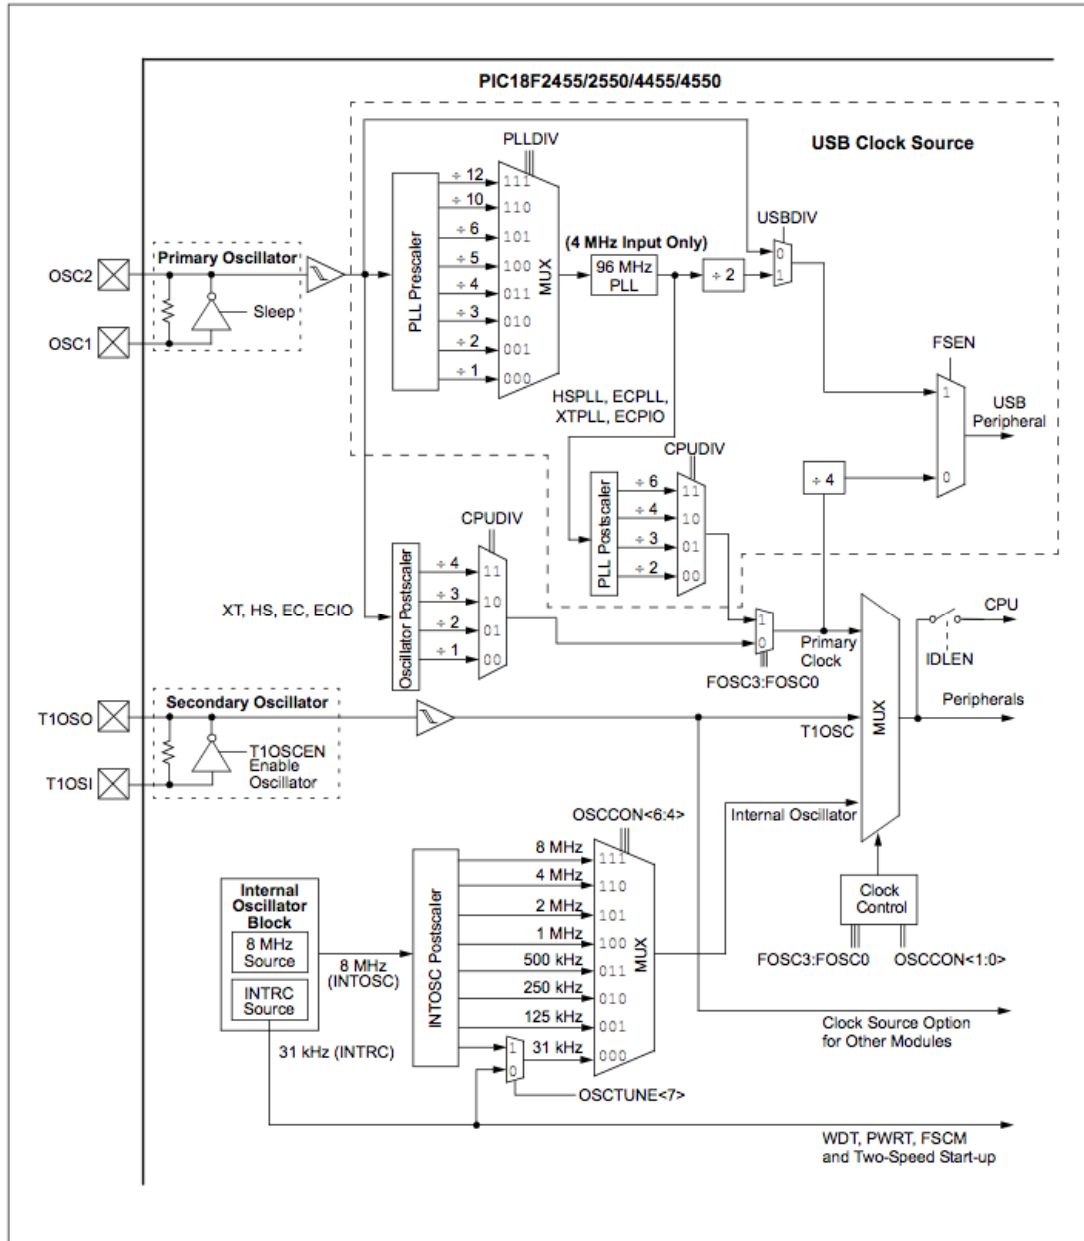 PIC18F2455/2550/4455/4550
USB Clock Source
PLLDIV
÷ 12
111
÷ 10
110
÷ 6
101
÷ 5
100
÷ 4
011
÷ 3
010
÷ 2
001
÷ 1
000
PLL Prescaler
MUX
(4 MHz Input Only)
96 MHz
PLL
÷ 2
USBDIV
0
1
OSC2
Primary Oscillator
Sleep
OSC1
FSEN
1
USB
Peripheral
0
HSPLL, ECPLL,
XTPLL, ECPIO
CPUDIV
÷ 6
11
÷ 4
10
÷ 3
01
÷ 2
00
PLL Postscaler
÷ 4
CPUDIV
÷ 4
11
÷ 3
10
÷ 2
01
÷ 1
00
Oscillator Postscaler
XT, HS, EC, ECIO
1
0
Primary
Clock
FOSC3:FOSC0
CPU
IDLEN
Peripherals
MUX
T1OSO
Secondary Oscillator
T1OSCEN
Enable
Oscillator
T1OSI
T1OSC
Internal Oscillator
OSCCON<6:4>
8 MHz
111
4 MHz
110
2 MHz
101
1 MHz
100
500 kHz
011
250 kHz
010
125 kHz
001
31 kHz
000
MUX
INTOSC Postscaler
1
0
OSCTUNE<7>
Internal
Oscillator
Block
8 MHz
Source
INTRC
Source
8 MHz
(INTOSC)
31 kHz (INTRC)
Clock
Control
FOSC3:FOSC0
OSCCON<1:0>
Clock Source Option
for Other Modules
WDT, PWRT, FSCM
and Two-Speed Start-up